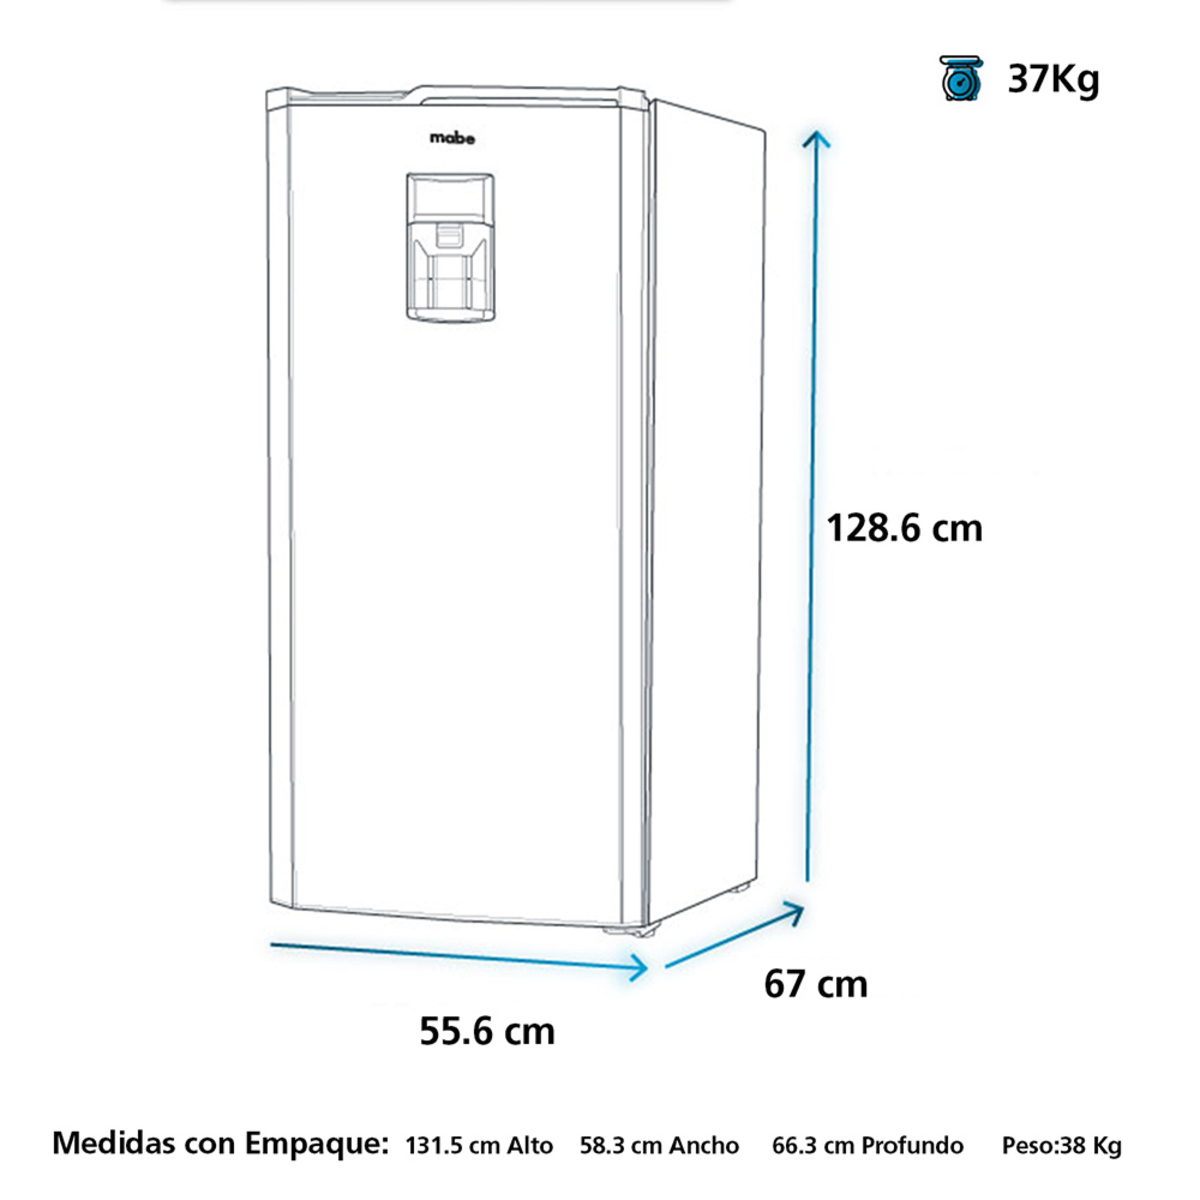 37Kg
mabe
128.6 cm
67 cm
55.6 cm
Medidas con Empaque: 131.5 cm Alto 58.3 cm Ancho 66.3 cm Profundo Peso:38 Kg